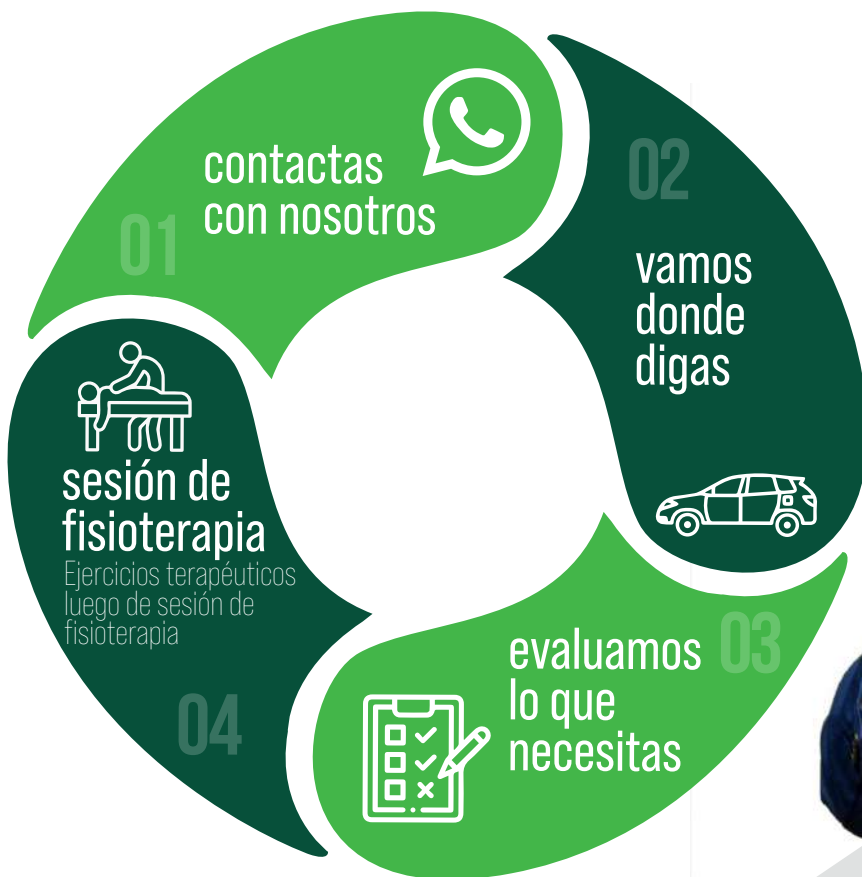 01
contactas
con nosotros
02
vamos
donde
digas
03
evaluamos
lo que
necesitas
04
sesión de
fisioterapia
Ejercicios terapéuticos
luego de sesión de
fisioterapia